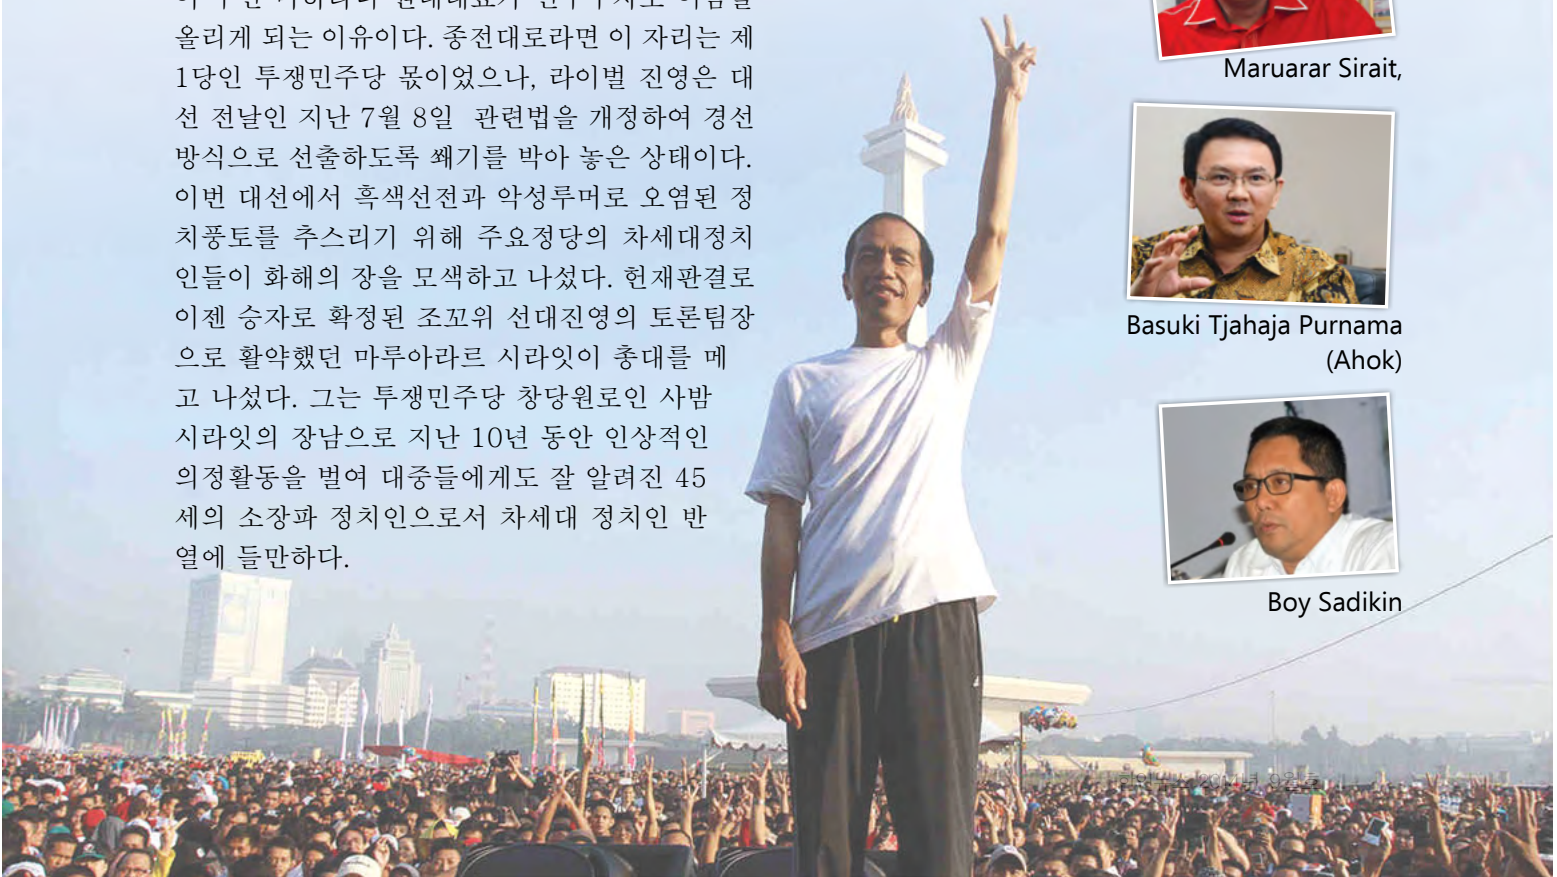 올리게 되는 이유이다. 종전대로라면 이 자리는 제
1당인 투쟁민주당 몫이었으나, 라이벌 진영은 대
선 전날인 지난 7월 8일 관련법을 개정하여 경선
방식으로 선출하도록 쐐기를 박아 놓은 상태이다.
이번 대선에서 흑색선전과 악성루머로 오염된 정
치풍토를 추스리기 위해 주요정당의 차세대정치
인들이 화해의 장을 모색하고 나섰다. 헌재판결로
이젠 승자로 확정된 조꼬위 선대진영의 토론팀장
으로 활약했던 마루아라르 시라잇이 총대를 메
고 나섰다. 그는 투쟁민주당 창당원로인 사밤
시라잇의 장남으로 지난 10년 동안 인상적인
의정활동을 벌여 대중들에게도 잘 알려진 45
세의 소장파 정치인으로서 차세대 정치인 반
열에 들만하다.
Maruarar Sirait,
Basuki Tjahaja Purnama
(Ahok)
Boy Sadikin
한인뉴스 2014년 9월호